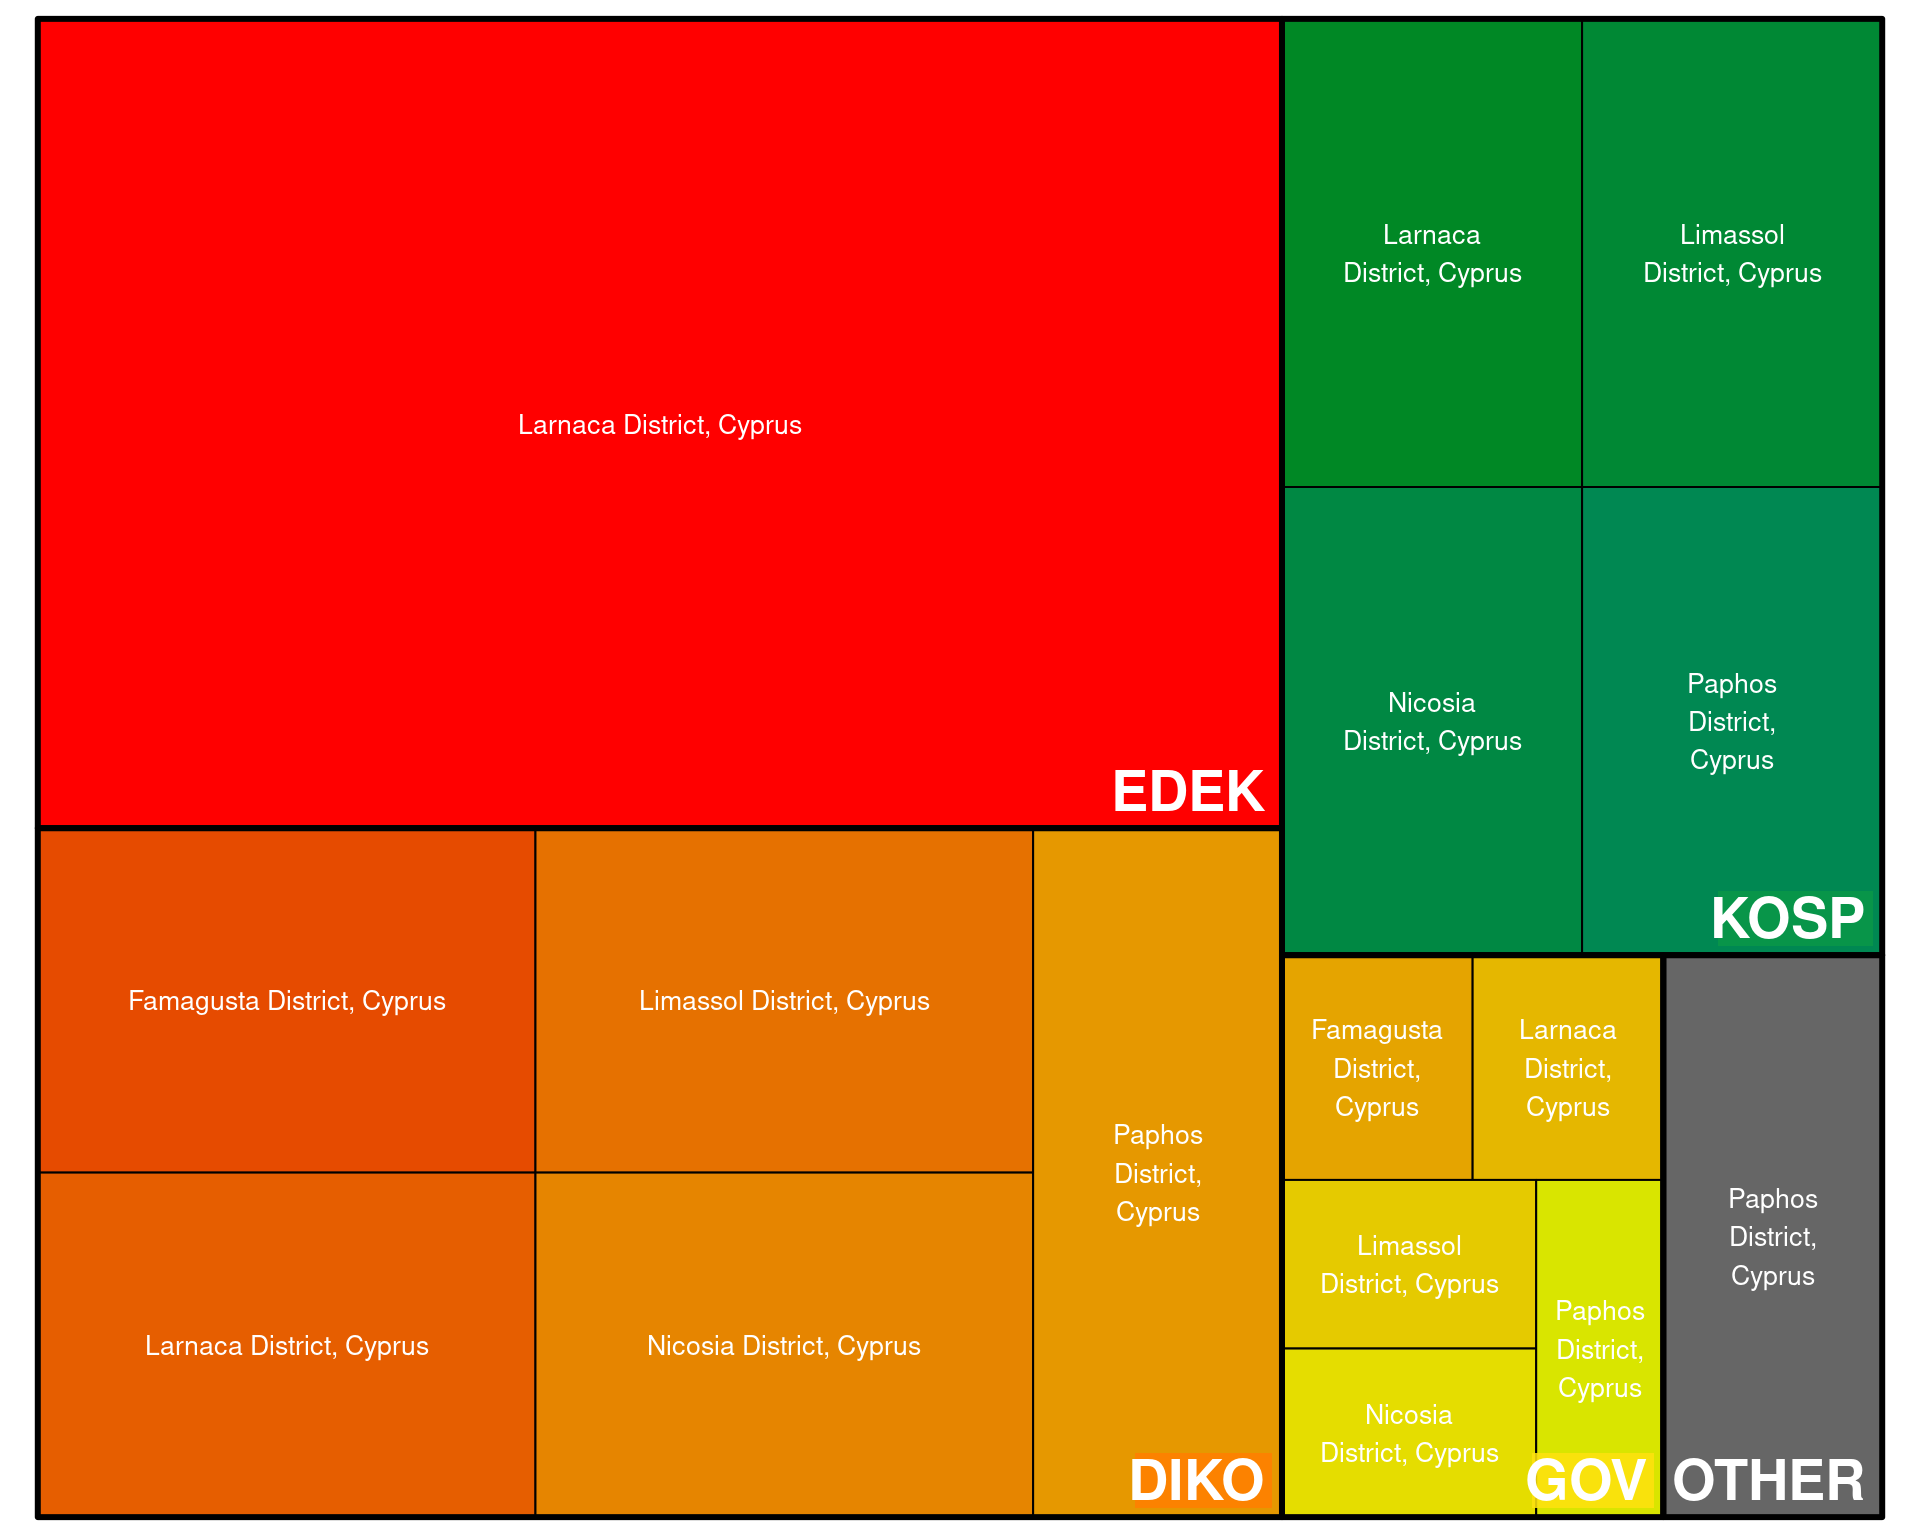 Larnaca District, Cyprus
EDEK
Larnaca
District, Cyprus
Limassol
District, Cyprus
Nicosia
District, Cyprus
Paphos
District,
Cyprus
KOSP
Famagusta District, Cyprus
Limassol District, Cyprus
Larnaca District, Cyprus
Nicosia District, Cyprus
Paphos
District,
Cyprus
DIKO
Famagusta
District,
Cyprus
Larnaca
District,
Cyprus
Limassol
District, Cyprus
Nicosia
District, Cyprus
Paphos
District,
Cyprus
GOV
Paphos
District,
Cyprus
OTHER